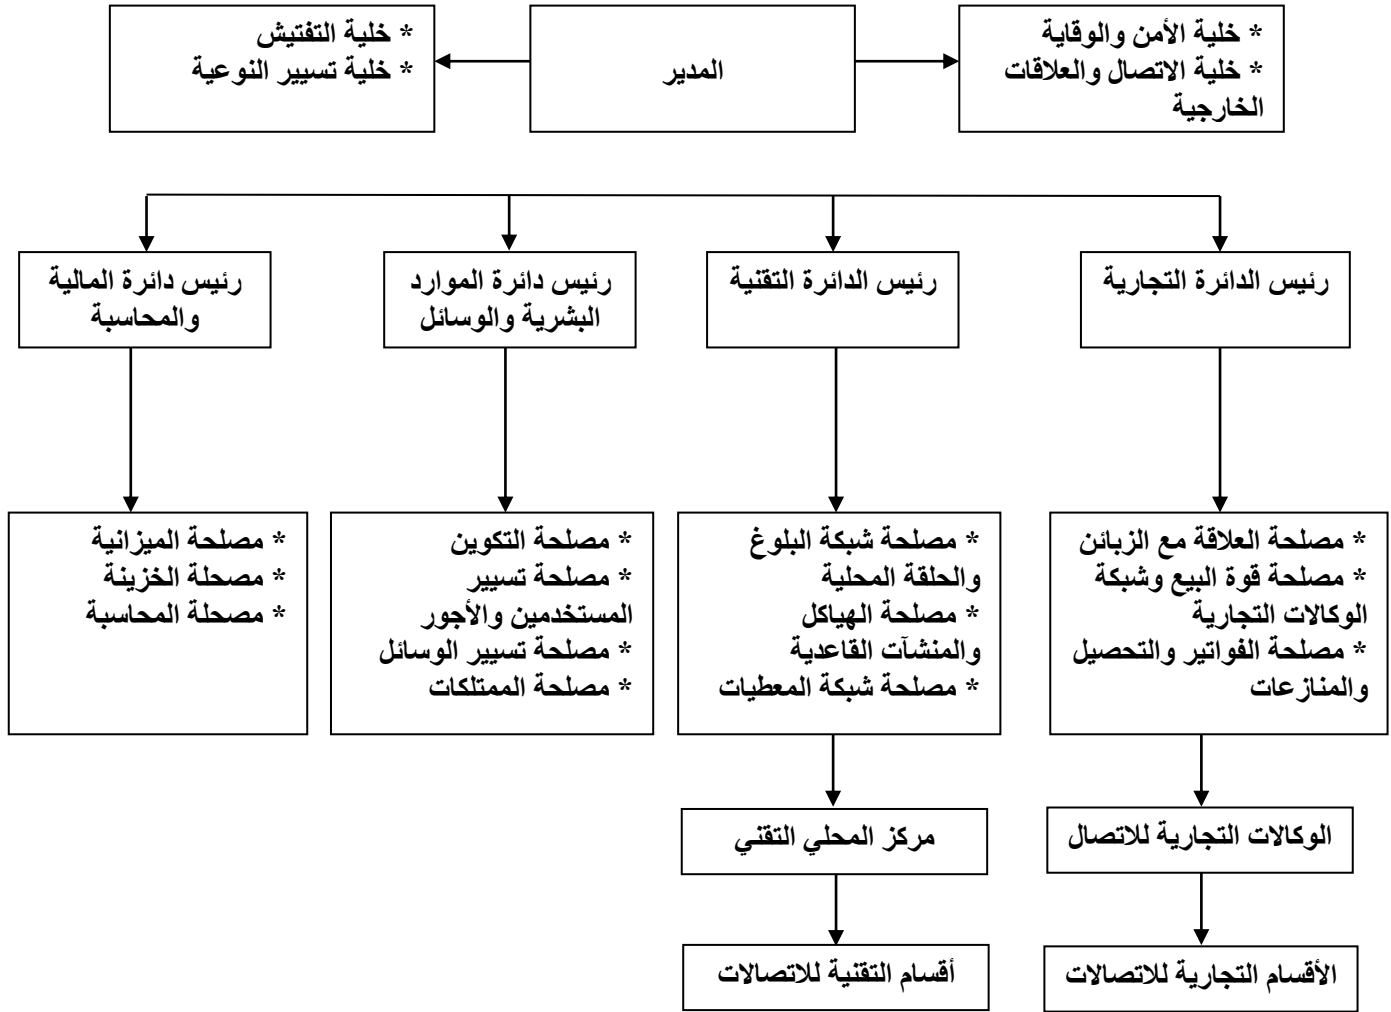 * خلية الأمن والوقاية
* خلية الاتصال والعلاقات
الخارجية
المدير
* خلية التفتيش
* خلية تسيير النوعية
رئيس الدائرة التجارية
رئيس الدائرة التقنية
رئيس دائرة الموارد
البشرية والوسائل
رئيس دائرة المالية
والمحاسبة
* مصلحة العلاقة مع الزبائن
* مصلحة قوة البيع وشبكة
الوكالات التجارية
* مصلحة الفواتير والتحصيل
والمنازعات
* مصلحة شبكة البلوغ
والحلقة المحلية
* مصلحة الهياكل
والمنشآت القاعدية
* مصلحة شبكة المعطيات
* مصلحة التكوين
* مصلحة تسيير
المستخدمين والأجور
* مصلحة تسيير الوسائل
* مصلحة الممتلكات
* مصلحة الميزانية
* مصحلة الخزينة
* مصحلة المحاسبة
الوكالات التجارية للاتصال
مركز المحلي التقني
الأقسام التجارية للاتصالات
أقسام التقنية للاتصالات